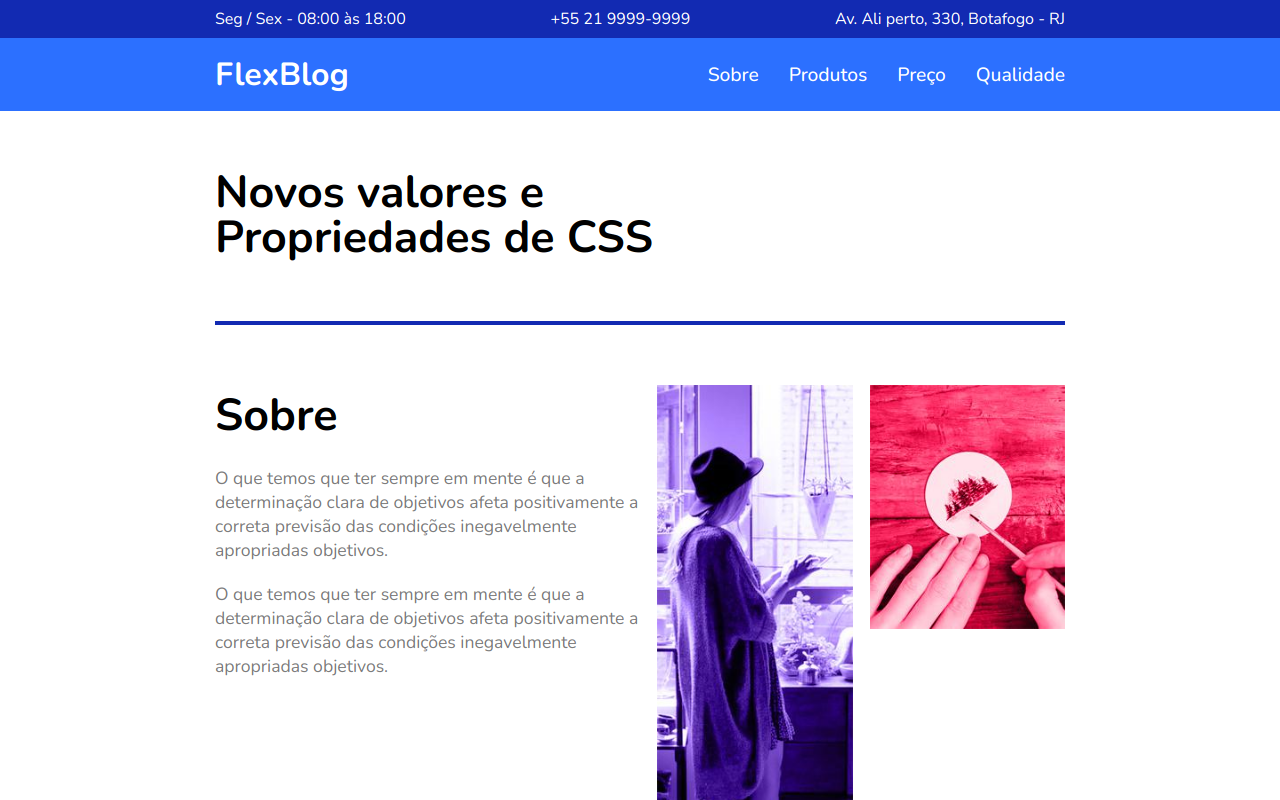 Seg / Sex - 08:00 às 18:00
+55 21 9999-9999
Av. Ali perto, 330, Botafogo - RJ
FlexBlog
Sobre
Produtos
Preço
Qualidade
Novos valores e
Propriedades de CSS
Sobre
O que temos que ter sempre em mente é que a
determinação clara de objetivos afeta positivamente a
correta previsão das condições inegavelmente
apropriadas objetivos.
O que temos que ter sempre em mente é que a
determinação clara de objetivos afeta positivamente a
correta previsão das condições inegavelmente
apropriadas objetivos.